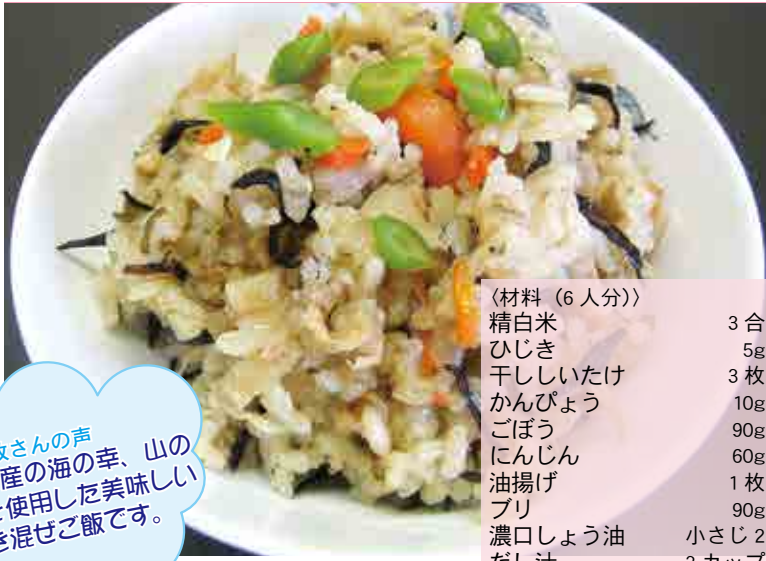 〈材料（6人分）〉
精白米 3合
ひじき 5g
干ししいたけ 3枚
かんぴょう 10g
ごぼう 90g
にんじん 60g
油揚げ 1枚
ブリ 90g
濃口しょう油 小さじ2
だし汁
さんの声
産の海の幸、山の
使用した美味しい
混ぜご飯です。